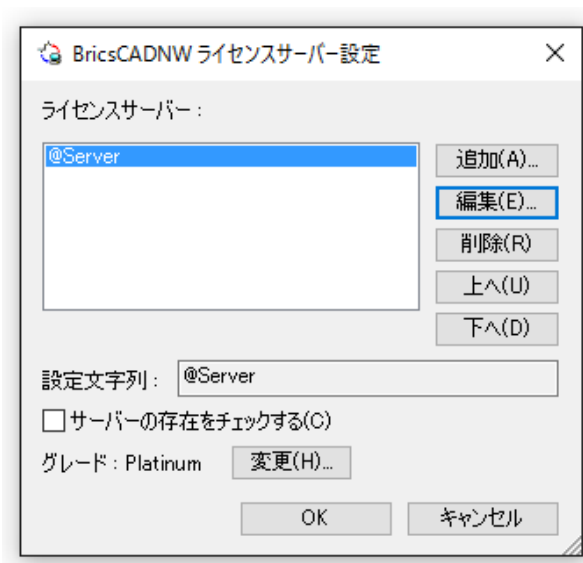 BricsCADNW ライセンスサーバー設定
ライセンスサーバー :
@Server
追加(A)...
編集(E)...
削除(R)
上へ(U)
下へ(D)
設定文字列 : @Server
サーバーの存在をチェックする(C)
グレード : Platinum 変更(H)...
OK キャンセル